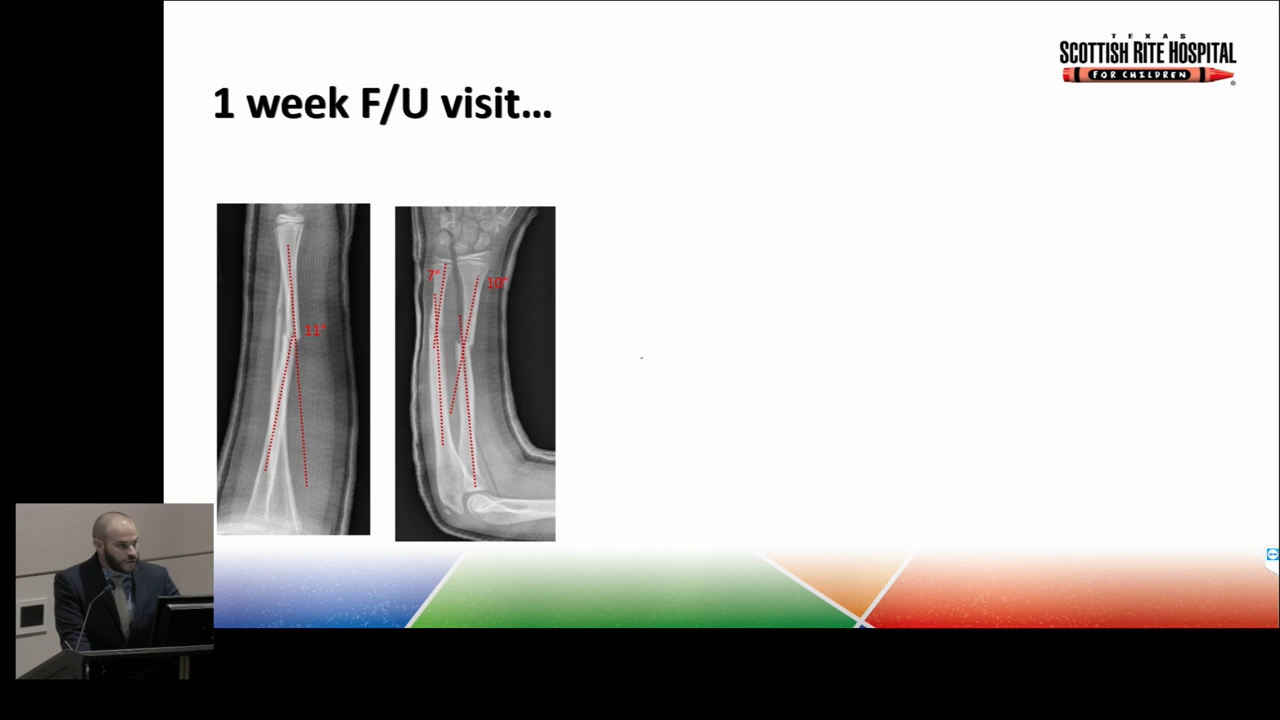 TEXAS
SCOTTISH RITE HOSPITAL
FOR CHILDREN
®
1 week F/U visit...
7°
10°
11°